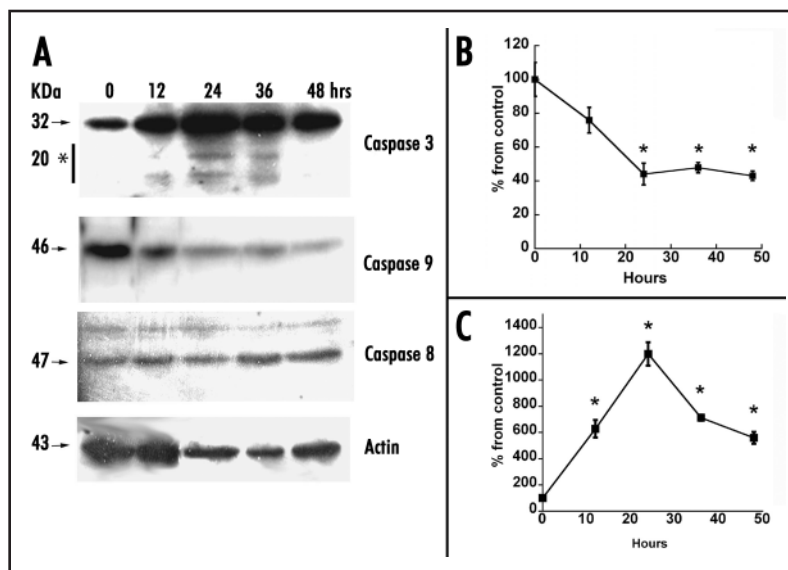 A
KDa 0 12 24 36 48 hrs
32→ Caspase 3
20 *
46→ Caspase 9
47→ Caspase 8
43→ Actin
B
% from control
120
100
80
60
40
20
0
* * *
0 10 20 30 40 50
Hours
C
% from control
1400
1200
1000
800
600
400
200
0
* * * *
0 10 20 30 40 50
Hours